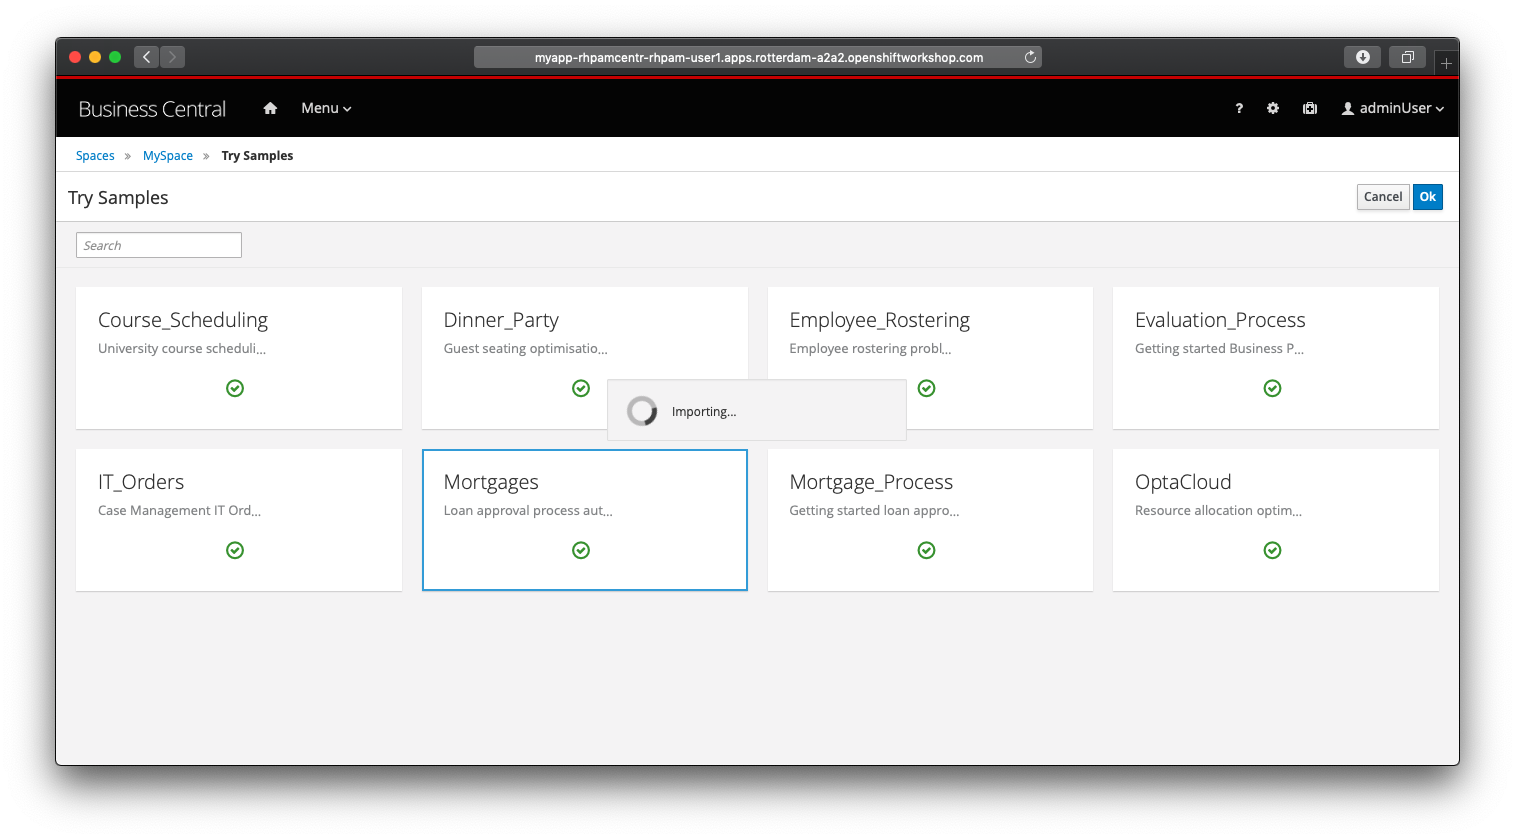 myapp-rhpamcentr-rhpam-user1.apps.rotterdam-a2a2.openshiftworkshop.com
Business Central Menu ? adminUser
Spaces » MySpace » Try Samples
Try Samples Cancel Ok
Search
Course_Scheduling
University course scheduli...
Dinner_Party
Guest seating optimisatio...
Employee_Rostering
Employee rostering probl...
Evaluation_Process
Getting started Business P...
Importing...
IT_Orders
Case Management IT Ord...
Mortgages
Loan approval process aut...
Mortgage_Process
Getting started loan appro...
OptaCloud
Resource allocation optim...